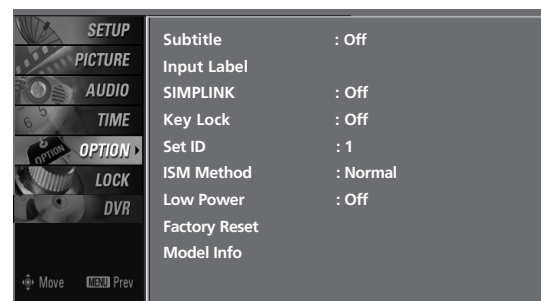 SETUP
PICTURE
AUDIO
TIME
OPTION
LOCK
DVR
Move MENU Prev
Subtitle : Off
Input Label
SIMPLINK : Off
Key Lock : Off
Set ID : 1
ISM Method : Normal
Low Power : Off
Factory Reset
Model Info